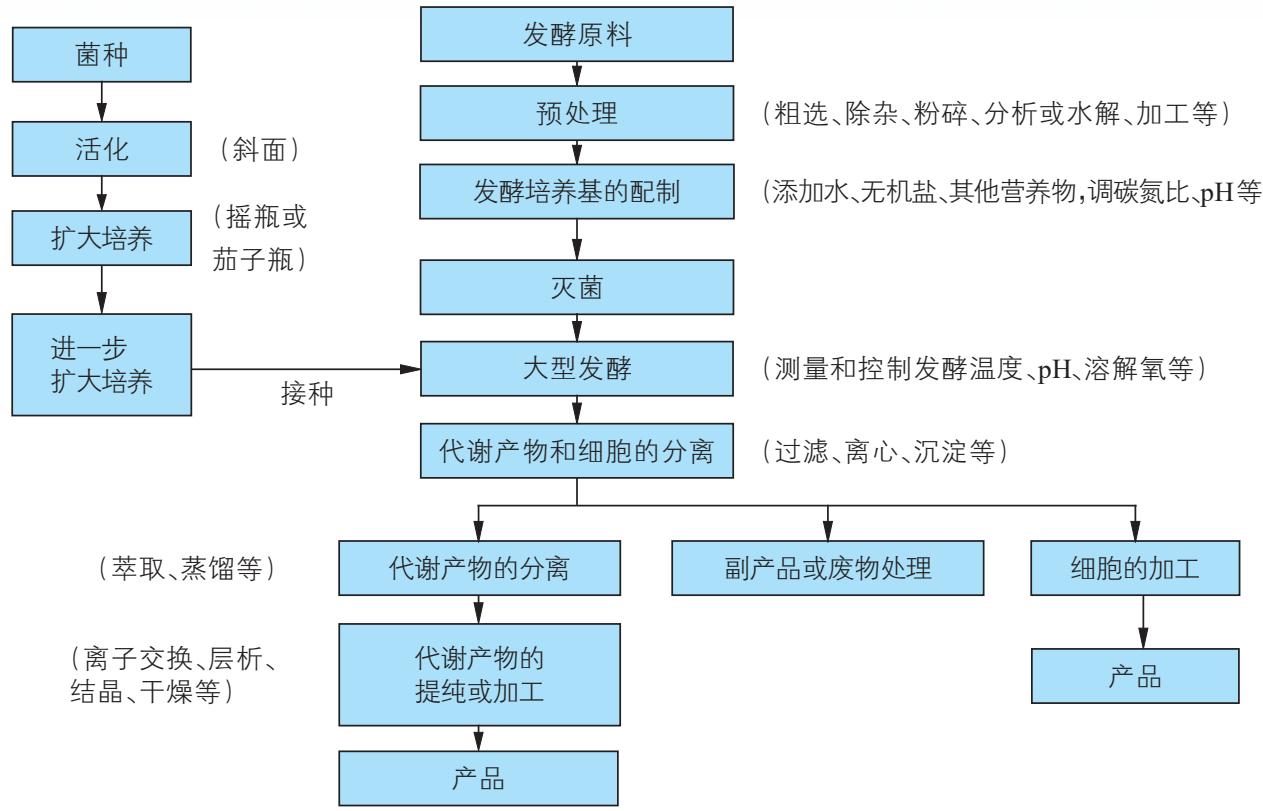 菌种
活化
(斜面)
扩大培养
(摇瓶或
茄子瓶)
进一步
扩大培养
接种
发酵原料
预处理
(粗选、除杂、粉碎、分析或水解、加工等)
发酵培养基的配制
(添加水、无机盐、其他营养物,调碳氮比、pH等
灭菌
大型发酵
(测量和控制发酵温度、pH、溶解氧等)
代谢产物和细胞的分离
(过滤、离心、沉淀等)
(萃取、蒸馏等)
代谢产物的分离
副产品或废物处理
细胞的加工
(离子交换、层析、
结晶、干燥等)
代谢产物的
提纯或加工
产品
产品